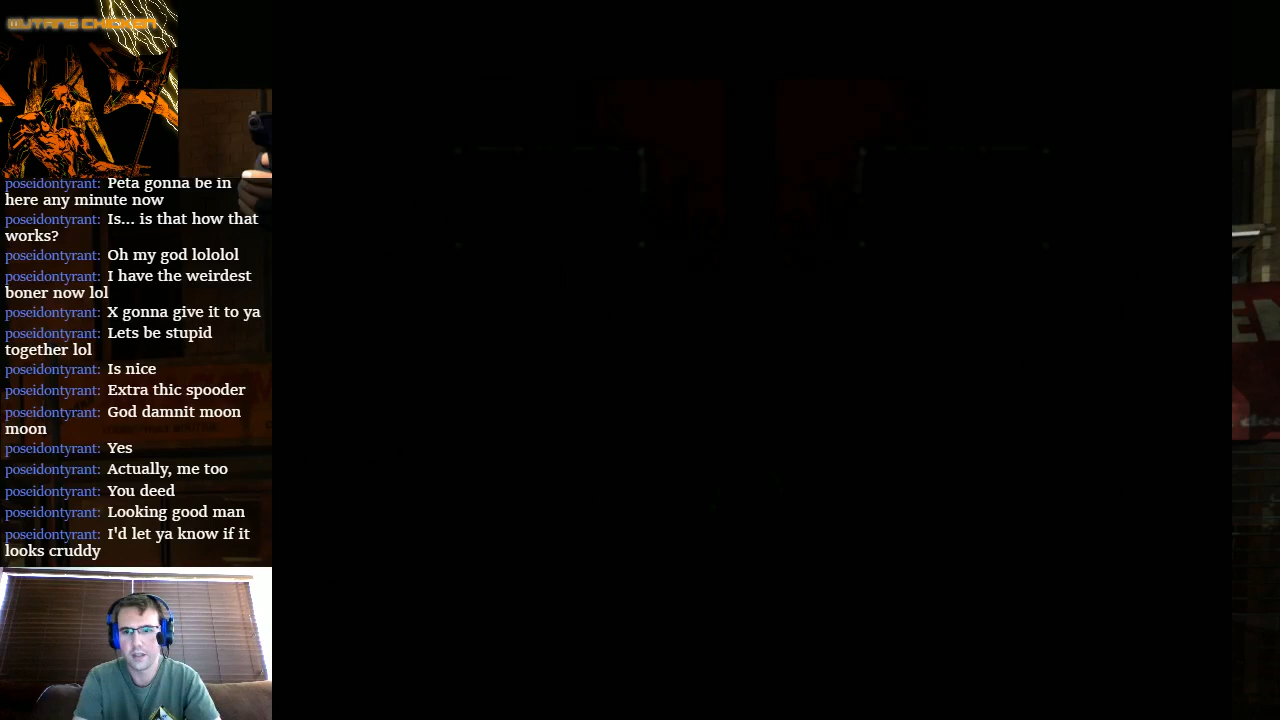 WUTANG CHICKEN
poseidontyrant: Peta gonna be in
here any minute now
poseidontyrant: Is... is that how that
works?
poseidontyrant: Oh my god lololol
poseidontyrant: I have the weirdest
boner now lol
poseidontyrant: X gonna give it to ya
poseidontyrant: Lets be stupid
together lol
poseidontyrant: Is nice
poseidontyrant: Extra thic spooder
poseidontyrant: God damnit moon
moon
poseidontyrant: Yes
poseidontyrant: Actually, me too
poseidontyrant: You deed
poseidontyrant: Looking good man
poseidontyrant: I'd let ya know if it
looks cruddy